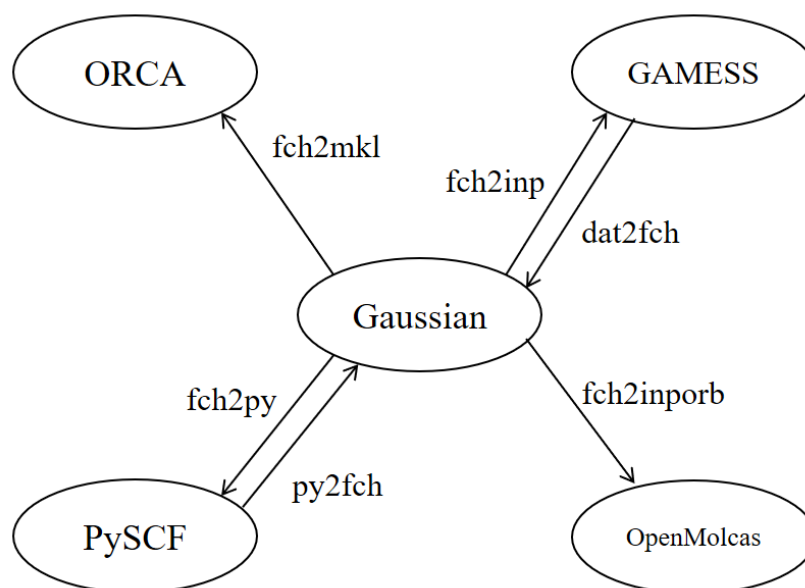 ORCA
GAMESS
fch2mkl
fch2inp
dat2fch
Gaussian
fch2py
fch2inporb
py2fch
PySCF
OpenMolcas